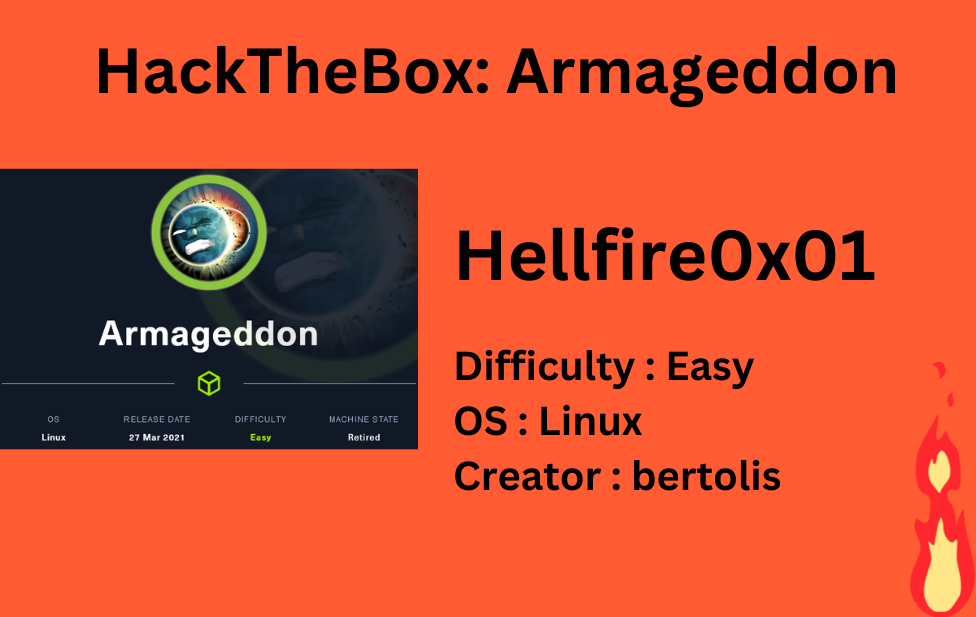 HackTheBox: Armageddon
Armageddon
OS RELEASE DATE DIFFICULTY MACHINE STATE
Linux 27 Mar 2021 Easy Retired
Hellfire0x01
Difficulty : Easy
OS : Linux
Creator : bertolis